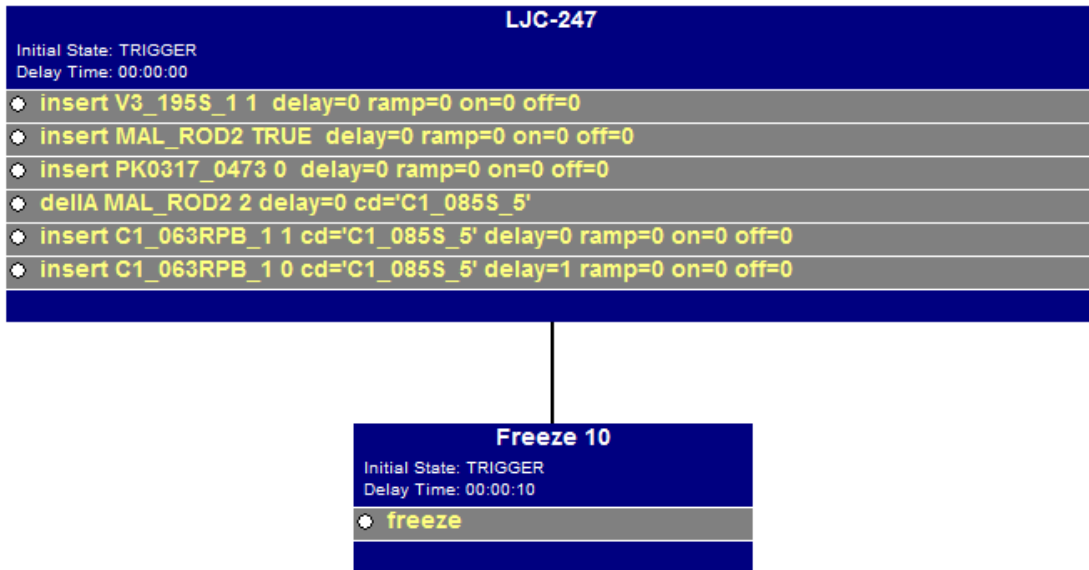 LJC-247
Initial State: TRIGGER
Delay Time: 00:00:00
insert V3_195S_1 1 delay=0 ramp=0 on=0 off=0
insert MAL_ROD2 TRUE delay=0 ramp=0 on=0 off=0
insert PK0317_0473 0 delay=0 ramp=0 on=0 off=0
dellA MAL_ROD2 2 delay=0 cd='C1_085S_5'
insert C1_063RPB_1 1 cd='C1_085S_5' delay=0 ramp=0 on=0 off=0
insert C1_063RPB_1 0 cd='C1_085S_5' delay=1 ramp=0 on=0 off=0
Freeze 10
Initial State: TRIGGER
Delay Time: 00:00:10
freeze